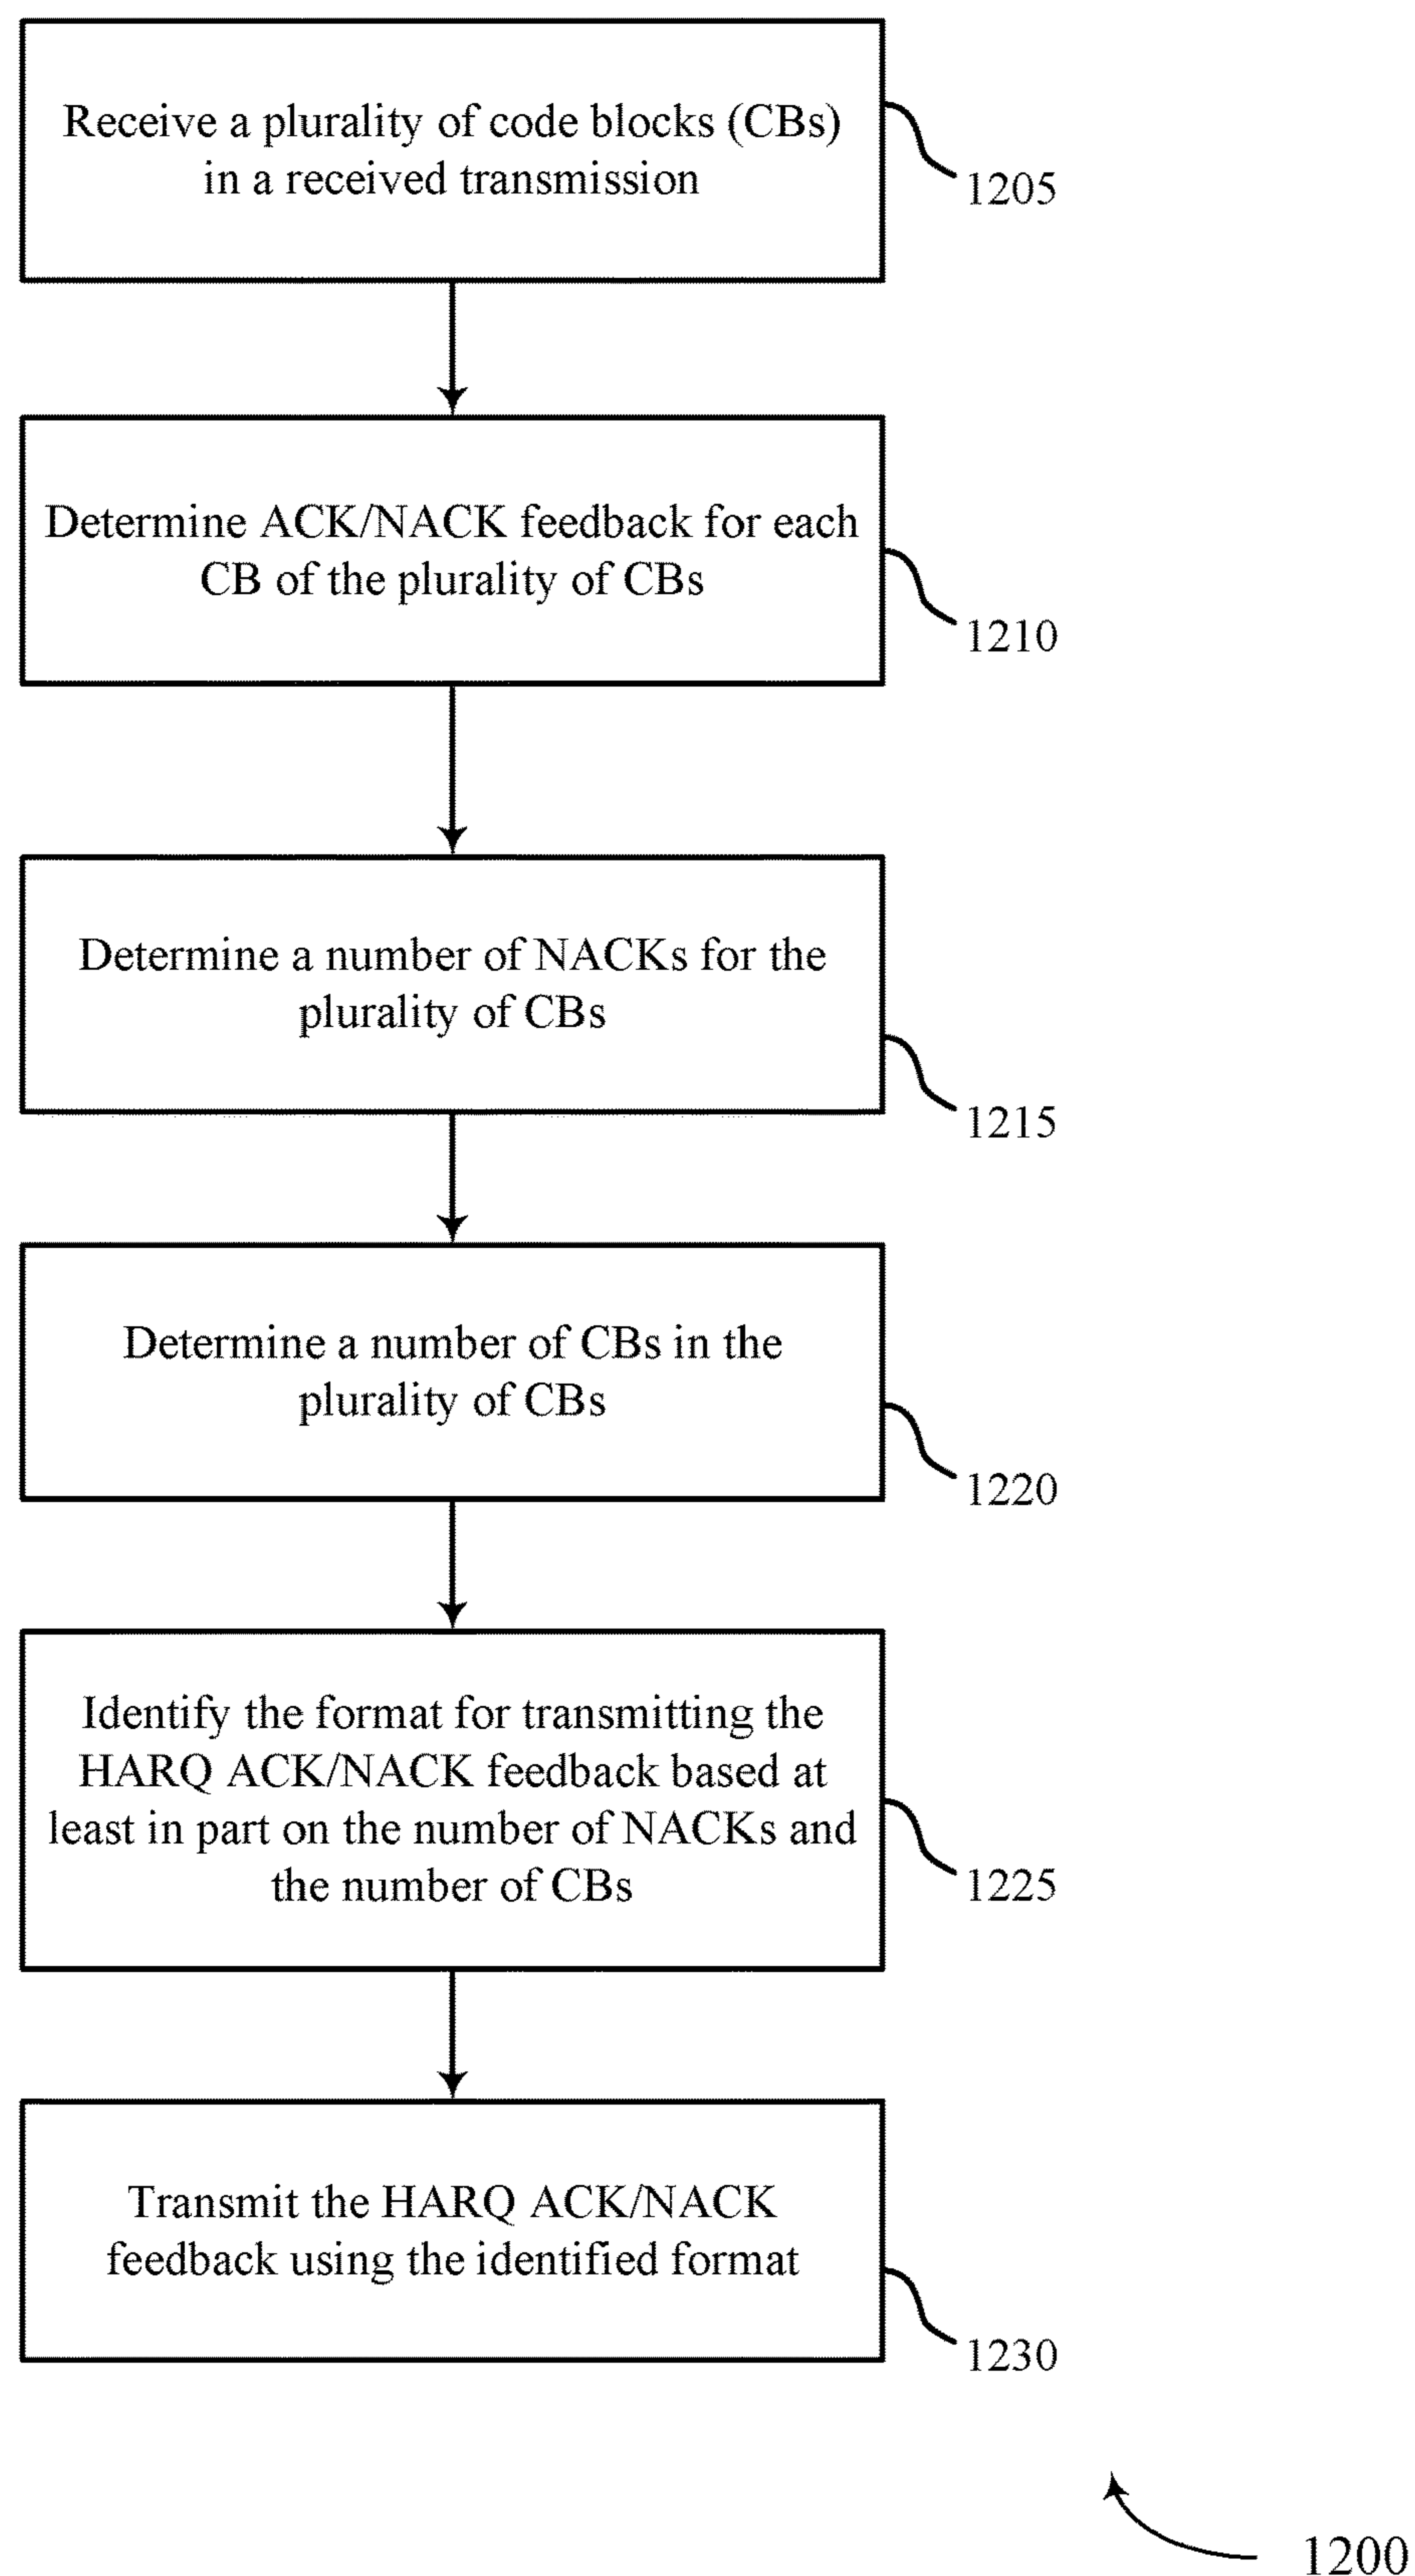 Receive a plurality of code blocks (CBs)
in a received transmission
1205
Determine ACK/NACK feedback for each
CB of the plurality of CBs
1210
Determine a number of NACKs for the
plurality of CBs
1215
Determine a number of CBs in the
plurality of CBs
1220
Identify the format for transmitting the
HARQ ACK/NACK feedback based at
least in part on the number of NACKs and
the number of CBs
1225
Transmit the HARQ ACK/NACK
feedback using the identified format
1230
1200